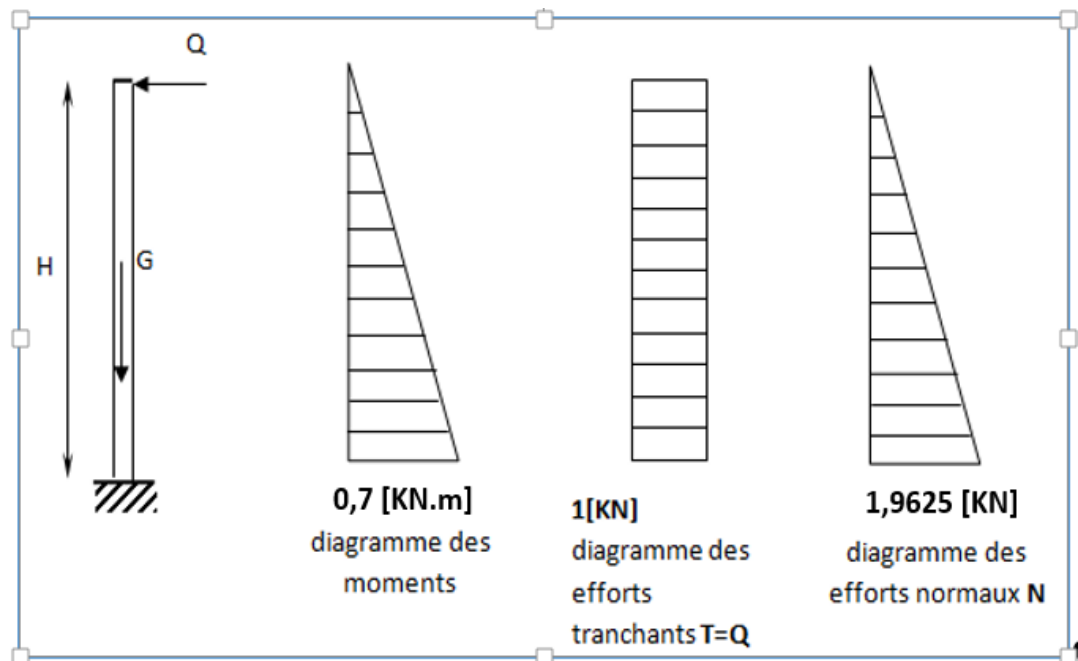 Q
H
G
0,7 [KN.m]
diagramme des
moments
1[KN]
diagramme des
efforts
tranchants T=Q
1,9625 [KN]
diagramme des
efforts normaux N